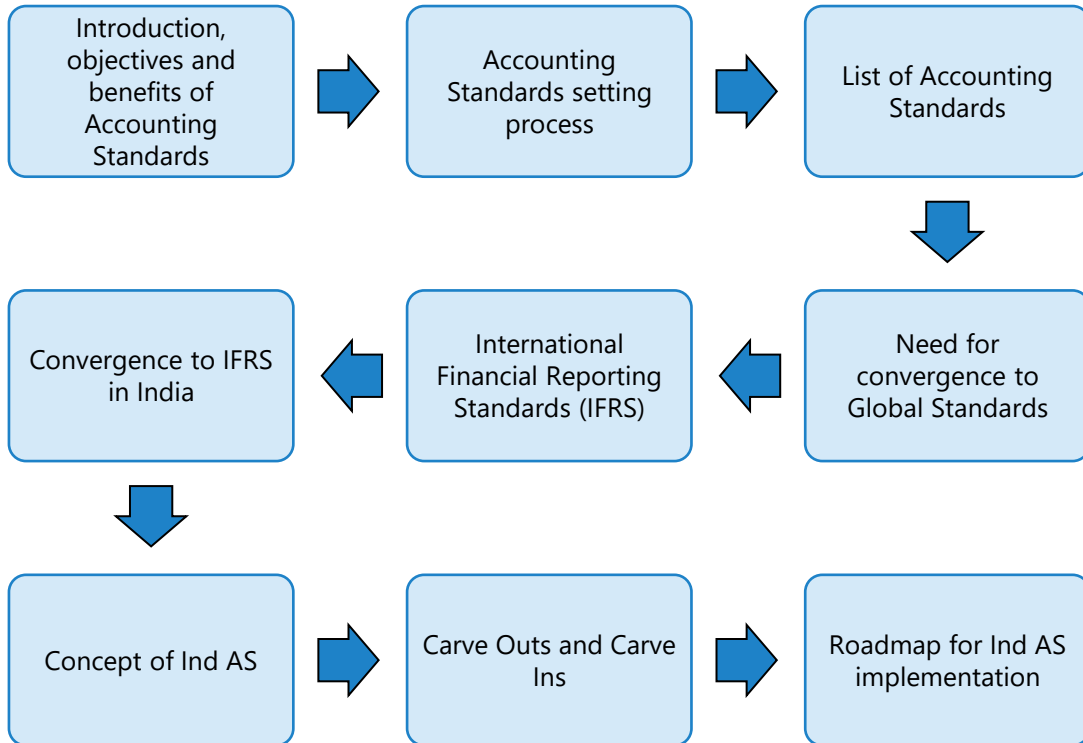 Introduction,
objectives and
benefits of
Accounting
Standards
Accounting
Standards setting
process
List of Accounting
Standards
Need for
convergence to
Global Standards
International
Financial Reporting
Standards (IFRS)
Convergence to IFRS
in India
Concept of Ind AS
Carve Outs and Carve
Ins
Roadmap for Ind AS
implementation